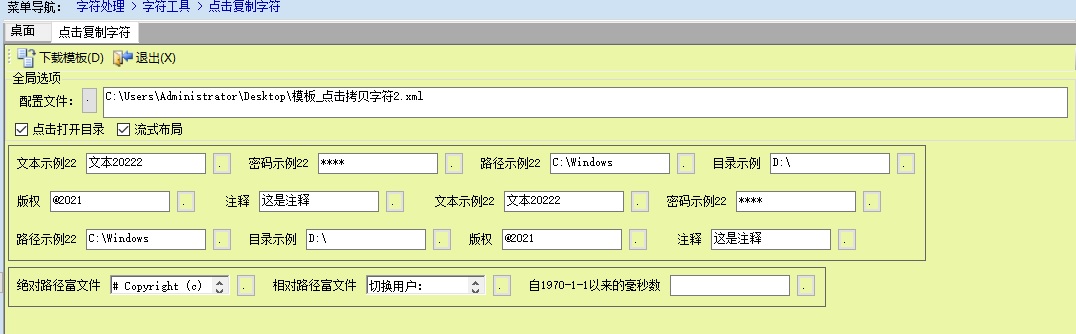 菜单导航: 字符处理 > 字符工具 > 点击复制字符
桌面 点击复制字符
下载模板(D) 退出(X)
全局选项
配置文件: . C:\Users\Administrator\Desktop\模板_点击拷贝字符2.xml
点击打开目录 流式布局
文本示例22 文本20222 . 密码示例22 **** . 路径示例22 C:\Windows . 目录示例 D:\ .
版权 @2021 . 注释 这是注释 . 文本示例22 文本20222 . 密码示例22 **** .
路径示例22 C:\Windows . 目录示例 D:\ . 版权 @2021 . 注释 这是注释 .
绝对路径富文件 # Copyright (c) . 相对路径富文件 切换用户: . 自1970-1-1以来的毫秒数 .